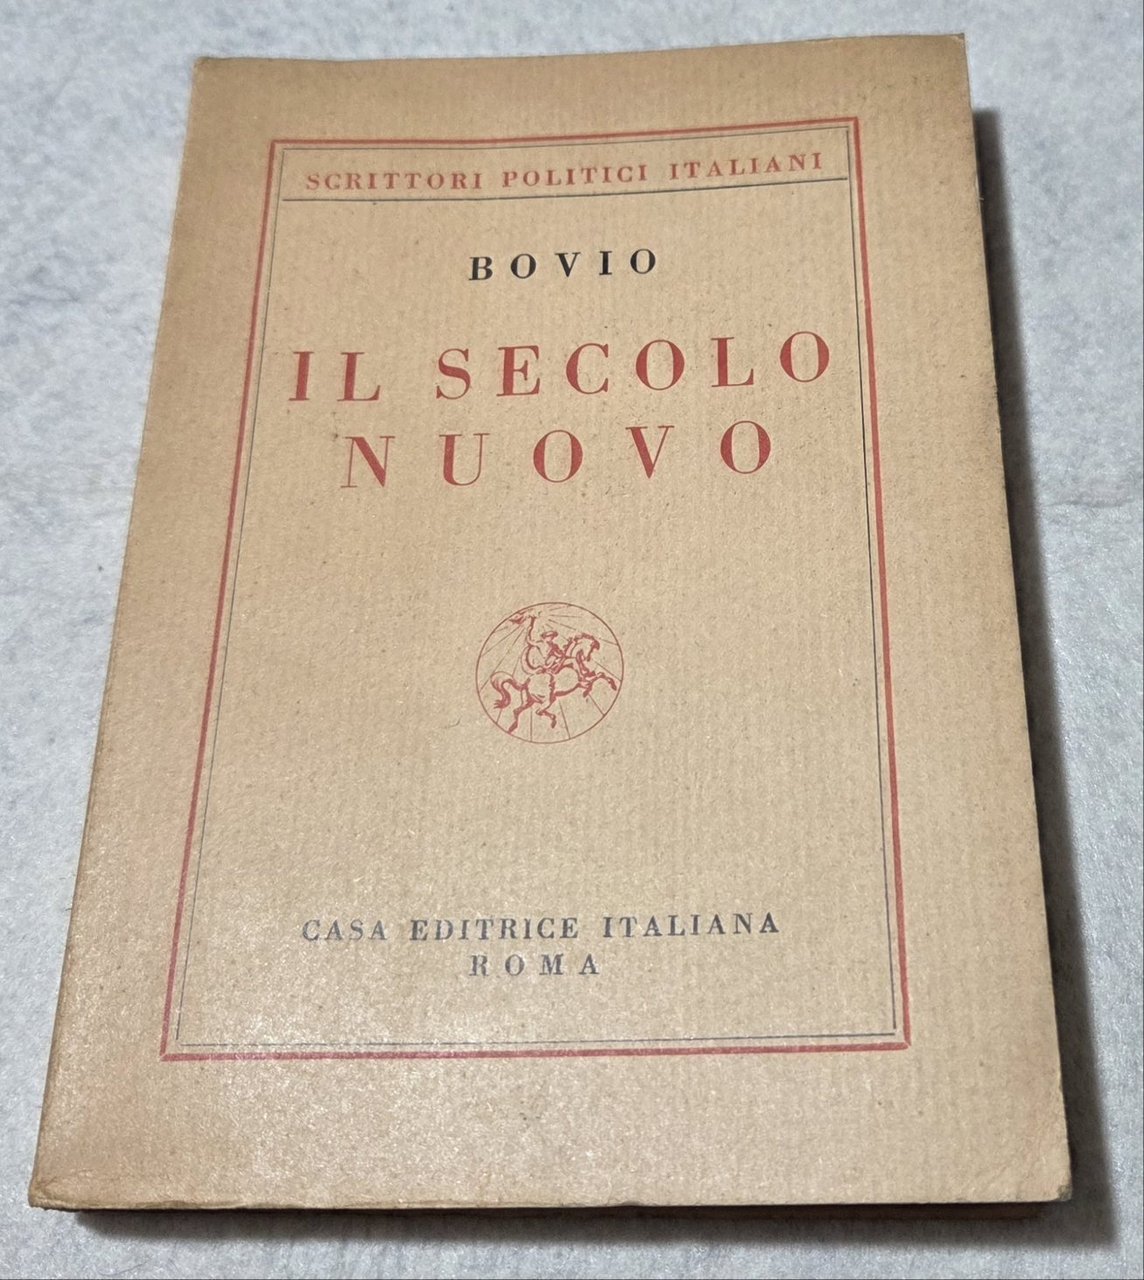 SCRITTORI POLITICI ITALIANI
BOVIO
IL SECOLO
NUOVO
CASA EDITRICE ITALIANA
ROMA